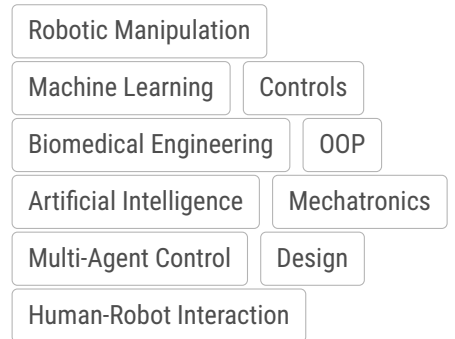 Robotic Manipulation
Machine Learning Controls
Biomedical Engineering OOP
Artificial Intelligence Mechatronics
Multi-Agent Control Design
Human-Robot Interaction